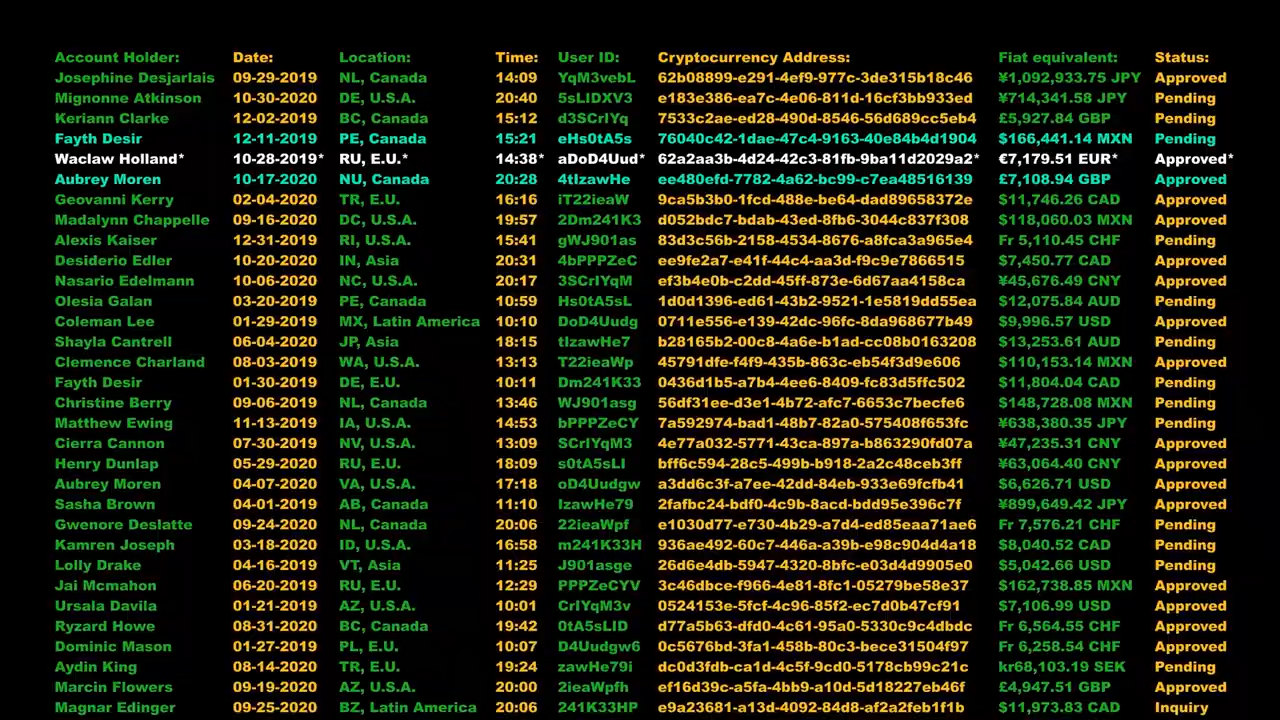 Account Holder: Date: Location: Time: User ID: Cryptocurrency Address: Fiat equivalent: Status:
Josephine Desjarlais 09-29-2019 NL, Canada 14:09 YqM3vebL 62b08899-e291-4ef9-977c-3de315b18c46 ¥1,092,933.75 JPY Approved
Mignonne Atkinson 10-30-2020 DE, U.S.A. 20:40 5sLIDXV3 e183e386-ea7c-4e06-811d-16cf3bb933ed ¥714,341.58 JPY Pending
Keriann Clarke 12-02-2019 BC, Canada 15:12 d3SCrIYq 7533c2ae-ed28-490d-8546-56d689cc5eb4 £5,927.84 GBP Pending
Fayth Desir 12-11-2019 PE, Canada 15:21 eHs0tA5s 76040c42-1dae-47c4-9163-40e84b4d1904 $166,441.14 MXN Pending
Waclaw Holland* 10-28-2019* RU, E.U.* 14:38* aDoD4Uud* 62a2aa3b-4d24-42c3-81fb-9ba11d2029a2* €7,179.51 EUR* Approved*
Aubrey Moren 10-17-2020 NU, Canada 20:28 4tIzawHe ee480efd-7782-4a62-bc99-c7ea48516139 £7,108.94 GBP Approved
Geovanni Kerry 02-04-2020 TR, E.U. 16:16 iT22ieaW 9ca5b3b0-1fcd-488e-be64-dad89658372e $11,746.26 CAD Approved
Madalynn Chappelle 09-16-2020 DC, U.S.A. 19:57 2Dm241K3 d052bdc7-bdab-43ed-8fb6-3044c837f308 $118,060.03 MXN Pending
Alexis Kaiser 12-31-2019 RI, U.S.A. 15:41 gWJ901as 83d3c56b-2158-4534-8676-a8fca3a965e4 Fr 5,110.45 CHF Pending
Desiderio Edler 10-20-2020 IN, Asia 20:31 4bPPPZeC ee9fe2a7-e41f-44c4-aa3d-f9c9e7866515 $7,450.77 CAD Pending
Nasario Edelmann 10-06-2020 NC, U.S.A. 20:17 3SCrIYqM ef3b4e0b-c2dd-45ff-873e-6d67aa4158ca ¥45,676.49 CNY Approved
Olesia Galan 03-20-2019 PE, Canada 10:59 Hs0tA5sL 1d0d1396-ed61-43b2-9521-1e5819dd55ea $12,075.84 AUD Pending
Coleman Lee 01-29-2019 MX, Latin America 10:10 DoD4Uudg 0711e556-e139-42dc-96fc-8da968677b49 $9,996.57 USD Approved
Shayla Cantrell 06-04-2020 JP, Asia 18:15 tIzawHe7 b28165b2-00c8-4a6e-b1ad-cc08b0163208 $13,253.61 AUD Pending
Clemence Charland 08-03-2019 WA, U.S.A. 13:13 T22ieaWp 45791dfe-f4f9-435b-863c-eb54f3d9e606 $110,153.14 MXN Approved
Fayth Desir 01-30-2019 DE, E.U. 10:11 Dm241K33 0436d1b5-a7b4-4ee6-8409-fc83d5ffc502 $11,804.04 CAD Pending
Christine Berry 09-06-2019 NL, Canada 13:46 WJ901asg 56df31ee-d3e1-4b72-afc7-6653c7becfe6 $148,728.08 MXN Pending
Matthew Ewing 11-13-2019 IA, U.S.A. 14:53 bPPPZeCY 7a592974-bad1-48b7-82a0-575408f653fc ¥638,380.35 JPY Pending
Cierra Cannon 07-30-2019 NV, U.S.A. 13:09 SCrIYqM3 4e77a032-5771-43ca-897a-b863290fd07a ¥47,235.31 CNY Approved
Henry Dunlap 05-29-2020 RU, E.U. 18:09 s0tA5sLI bff6c594-28c5-499b-b918-2a2c48ceb3ff ¥63,064.40 CNY Approved
Aubrey Moren 04-07-2020 VA, U.S.A. 17:18 oD4Uudgw a3dd6c3f-a7ee-42dd-84eb-933e69fcfb41 $6,626.71 USD Approved
Sasha Brown 04-01-2019 AB, Canada 11:10 IzawHe79 2fafbc24-bdf0-4c9b-8acd-bdd95e396c7f ¥899,649.42 JPY Approved
Gwenore Deslatte 09-24-2020 NL, Canada 20:06 22ieaWpf e1030d77-e730-4b29-a7d4-ed85eaa71ae6 Fr 7,576.21 CHF Pending
Kamren Joseph 03-18-2020 ID, U.S.A. 16:58 m241K33H 936ae492-60c7-446a-a39b-e98c904d4a18 $8,040.52 CAD Pending
Lolly Drake 04-16-2019 VT, Asia 11:25 J901asge 26d6e4db-5947-4320-8bfc-e03d4d9905e0 $5,042.66 USD Pending
Jai Mcmahon 06-20-2019 RU, E.U. 12:29 PPPZeCYV 3c46dbce-f966-4e81-8fc1-05279be58e37 $162,738.85 MXN Approved
Ursala Davila 01-21-2019 AZ, U.S.A. 10:01 CrIYqM3v 0524153e-5fcf-4c96-85f2-ec7d0b47cf91 $7,106.99 USD Approved
Ryzard Howe 08-31-2020 BC, Canada 19:42 0tA5sLID d77a5b63-dfd0-4c61-95a0-5330c9c4dbdc Fr 6,564.55 CHF Approved
Dominic Mason 01-27-2019 PL, E.U. 10:07 D4Uudgw6 0c5676bd-3fa1-458b-80c3-bece31504f97 Fr 6,258.54 CHF Approved
Aydin King 08-14-2020 TR, E.U. 19:24 zawHe79i dc0d3fdb-ca1d-4c5f-9cd0-5178cb99c21c kr68,103.19 SEK Pending
Marcin Flowers 09-19-2020 AZ, U.S.A. 20:00 2ieaWpfh ef16d39c-a5fa-4bb9-a10d-5d18227eb46f £4,947.51 GBP Approved
Magnar Edinger 09-25-2020 BZ, Latin America 20:06 241K33HP e9a23681-a13d-4092-84d8-af2a2feb1f1b $11,973.83 CAD Inquiry